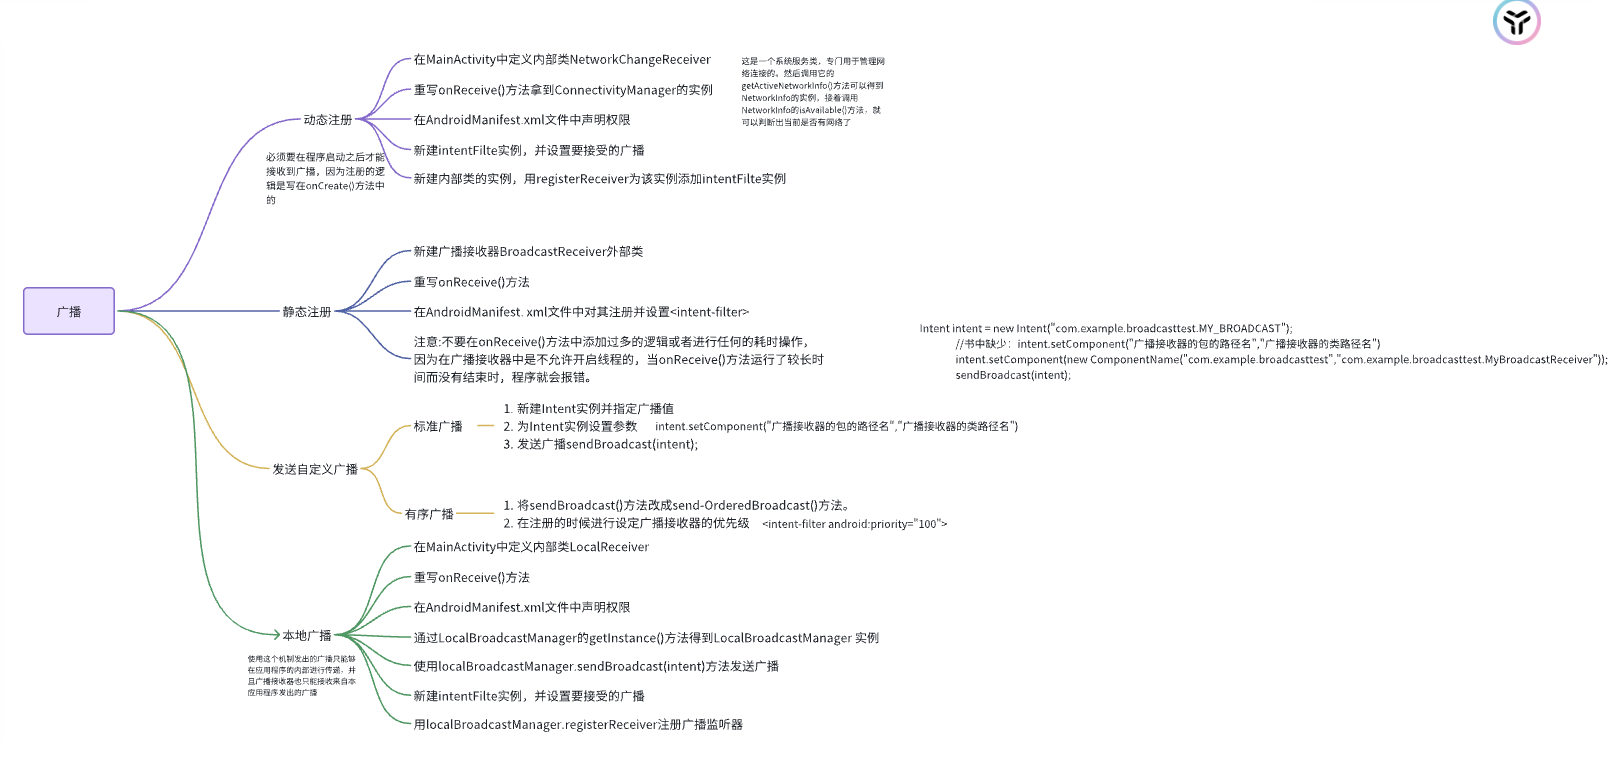 广播
动态注册
必须要在程序启动之后才能
接收到广播，因为注册的逻
辑是写在onCreate()方法中
的
在MainActivity中定义内部类NetworkChangeReceiver
重写onReceive()方法拿到ConnectivityManager的实例
这是一个系统服务类，专门用于管理网
络连接的。然后调用它的
getActiveNetworkInfo()方法可以得到
NetworkInfo的实例，接着调用
NetworkInfo的isAvailable()方法，就
可以判断出当前是否有网络了
在AndroidManifest.xml文件中声明权限
新建intentFilte实例，并设置要接受的广播
新建内部类的实例，用registerReceiver为该实例添加intentFilte实例
静态注册
新建广播接收器BroadcastReceiver外部类
重写onReceive()方法
在AndroidManifest. xml文件中对其注册并设置<intent-filter>
注意:不要在onReceive()方法中添加过多的逻辑或者进行任何的耗时操作，
因为在广播接收器中是不允许开启线程的，当onReceive()方法运行了较长时
间而没有结束时，程序就会报错。
Intent intent = new Intent("com.example.broadcasttest.MY_BROADCAST");
//书中缺少：intent.setComponent("广播接收器的包的路径名","广播接收器的类路径名")
intent.setComponent(new ComponentName("com.example.broadcasttest","com.example.broadcasttest.MyBroadcastReceiver"));
sendBroadcast(intent);
发送自定义广播
标准广播
1. 新建Intent实例并指定广播值
2. 为Intent实例设置参数 intent.setComponent("广播接收器的包的路径名","广播接收器的类路径名")
3. 发送广播sendBroadcast(intent);
有序广播
1. 将sendBroadcast()方法改成send-OrderedBroadcast()方法。
2. 在注册的时候进行设定广播接收器的优先级 <intent-filter android:priority="100">
本地广播
使用这个机制发出的广播只能够
在应用程序的内部进行传递，并
且广播接收器也只能接收来自本
应用程序发出的广播
在MainActivity中定义内部类LocalReceiver
重写onReceive()方法
在AndroidManifest.xml文件中声明权限
通过LocalBroadcastManager的getInstance()方法得到LocalBroadcastManager 实例
使用localBroadcastManager.sendBroadcast(intent)方法发送广播
新建intentFilte实例，并设置要接受的广播
用localBroadcastManager.registerReceiver注册广播监听器